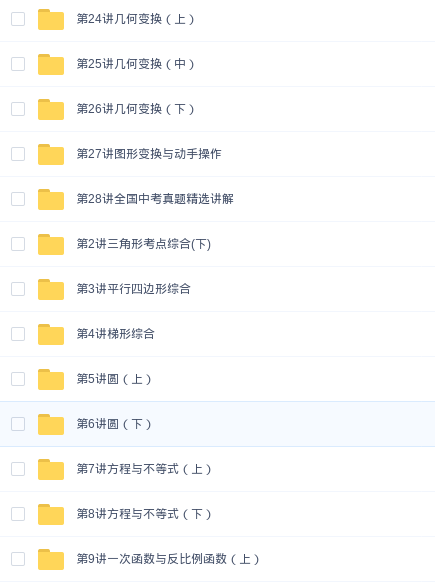 第24讲几何变换（上）
第25讲几何变换（中）
第26讲几何变换（下）
第27讲图形变换与动手操作
第28讲全国中考真题精选讲解
第2讲三角形考点综合(下)
第3讲平行四边形综合
第4讲梯形综合
第5讲圆（上）
第6讲圆（下）
第7讲方程与不等式（上）
第8讲方程与不等式（下）
第9讲一次函数与反比例函数（上）